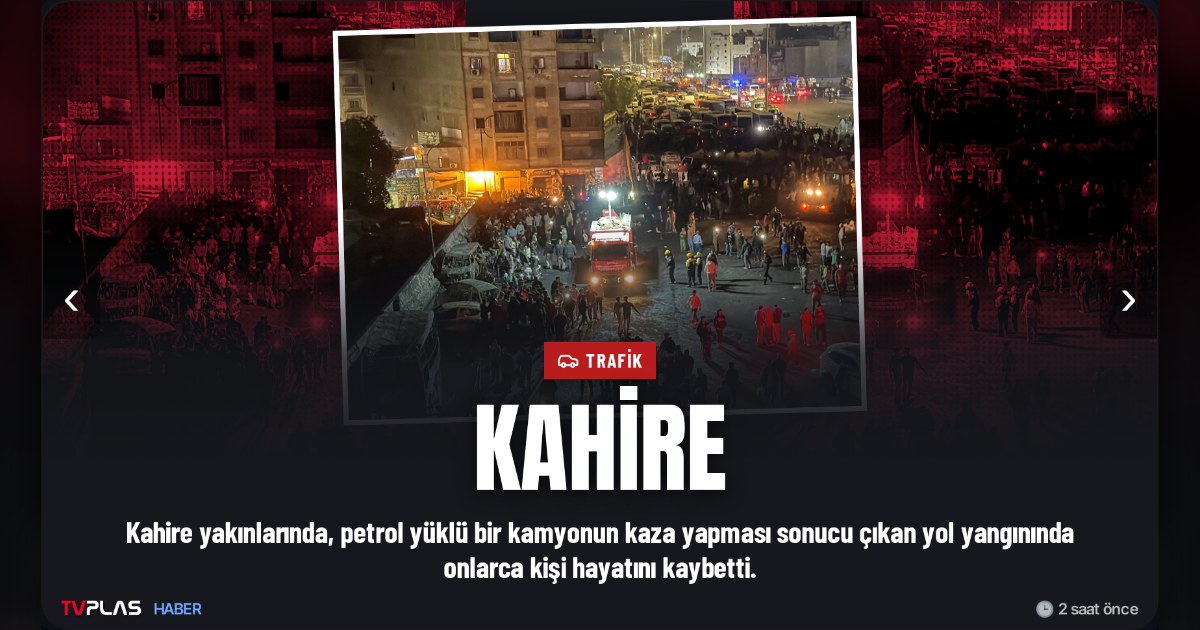 TRAFİK
KAHİRE
Kahire yakınlarında, petrol yüklü bir kamyonun kaza yapması sonucu çıkan yol yangınında
onlarca kişi hayatını kaybetti.
TVPLAS HABER
2 saat önce